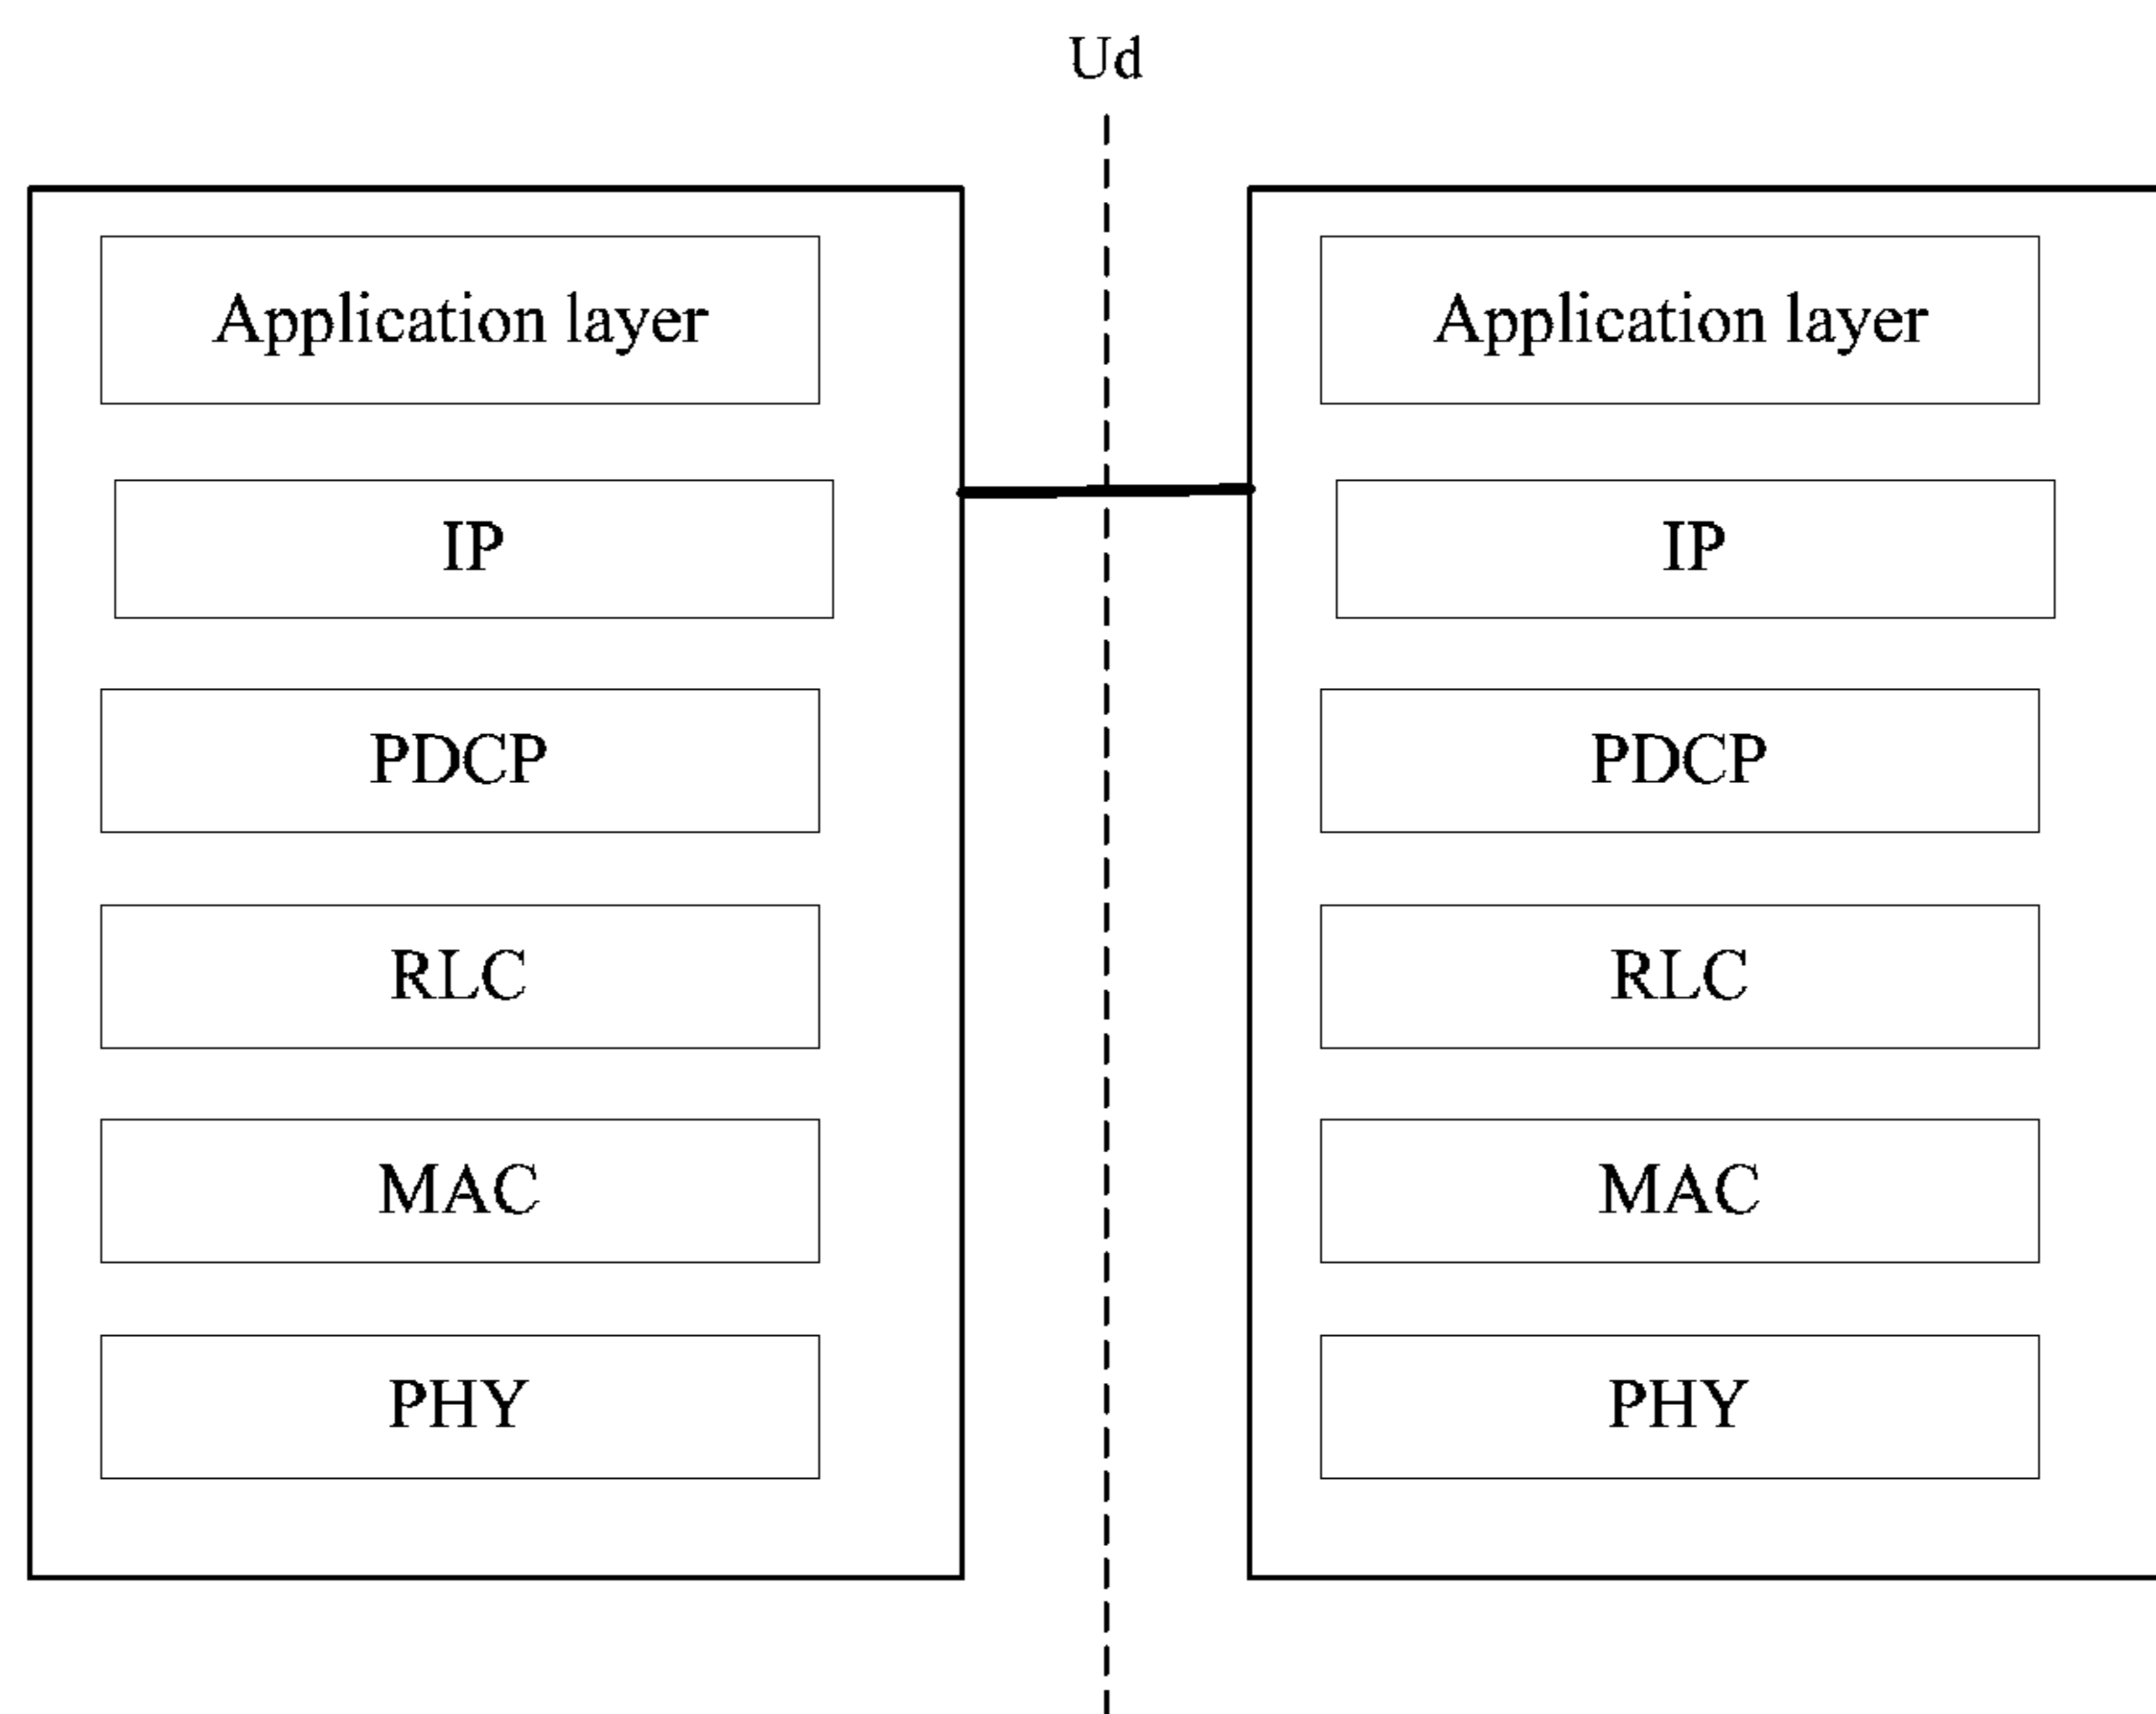 Ud
Application layer
IP
PDCP
RLC
MAC
PHY
Application layer
IP
PDCP
RLC
MAC
PHY